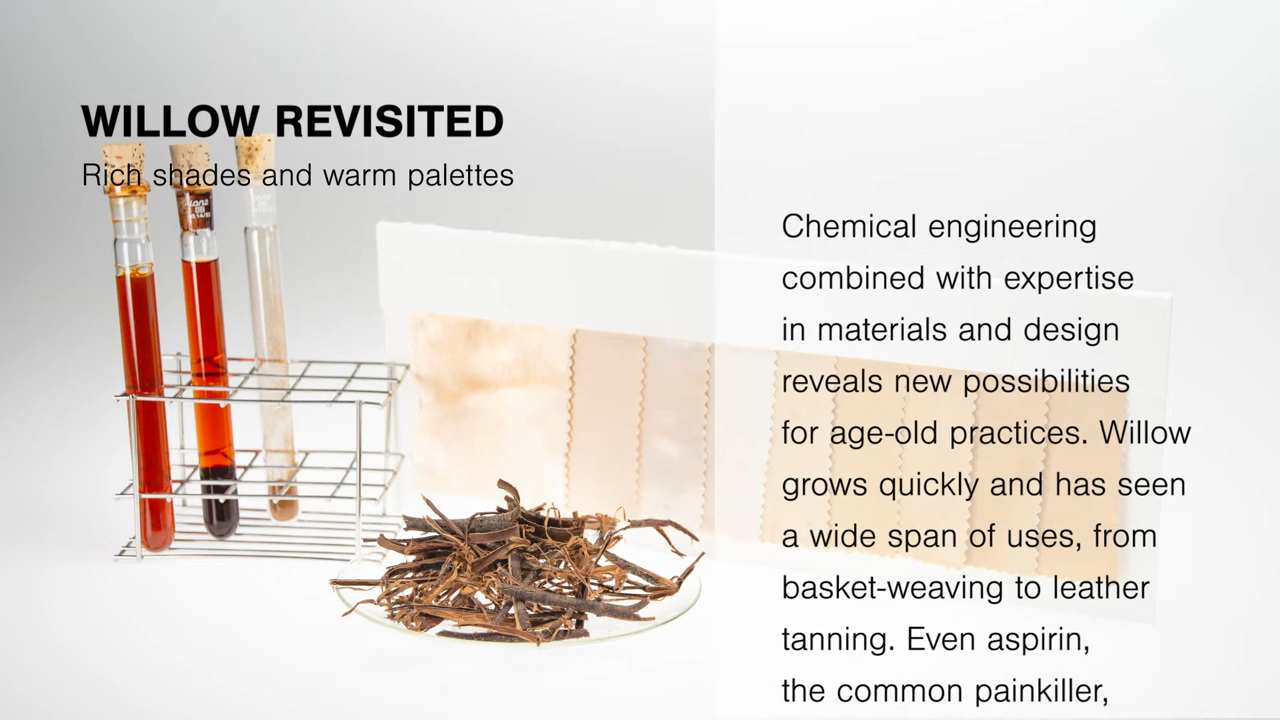 WILLOW REVISITED
Rich shades and warm palettes
Chemical engineering
combined with expertise
in materials and design
reveals new possibilities
for age-old practices. Willow
grows quickly and has seen
a wide span of uses, from
basket-weaving to leather
tanning. Even aspirin,
the common painkiller,